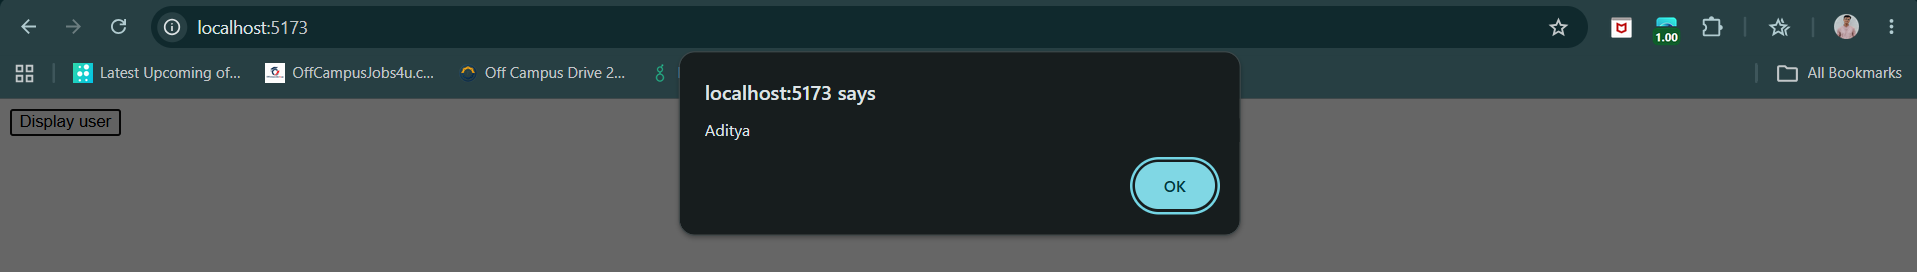 localhost:5173
1.00
Latest Upcoming of...
OffCampusJobs4u.c...
Off Campus Drive 2...
All Bookmarks
localhost:5173 says
Aditya
OK
Display user